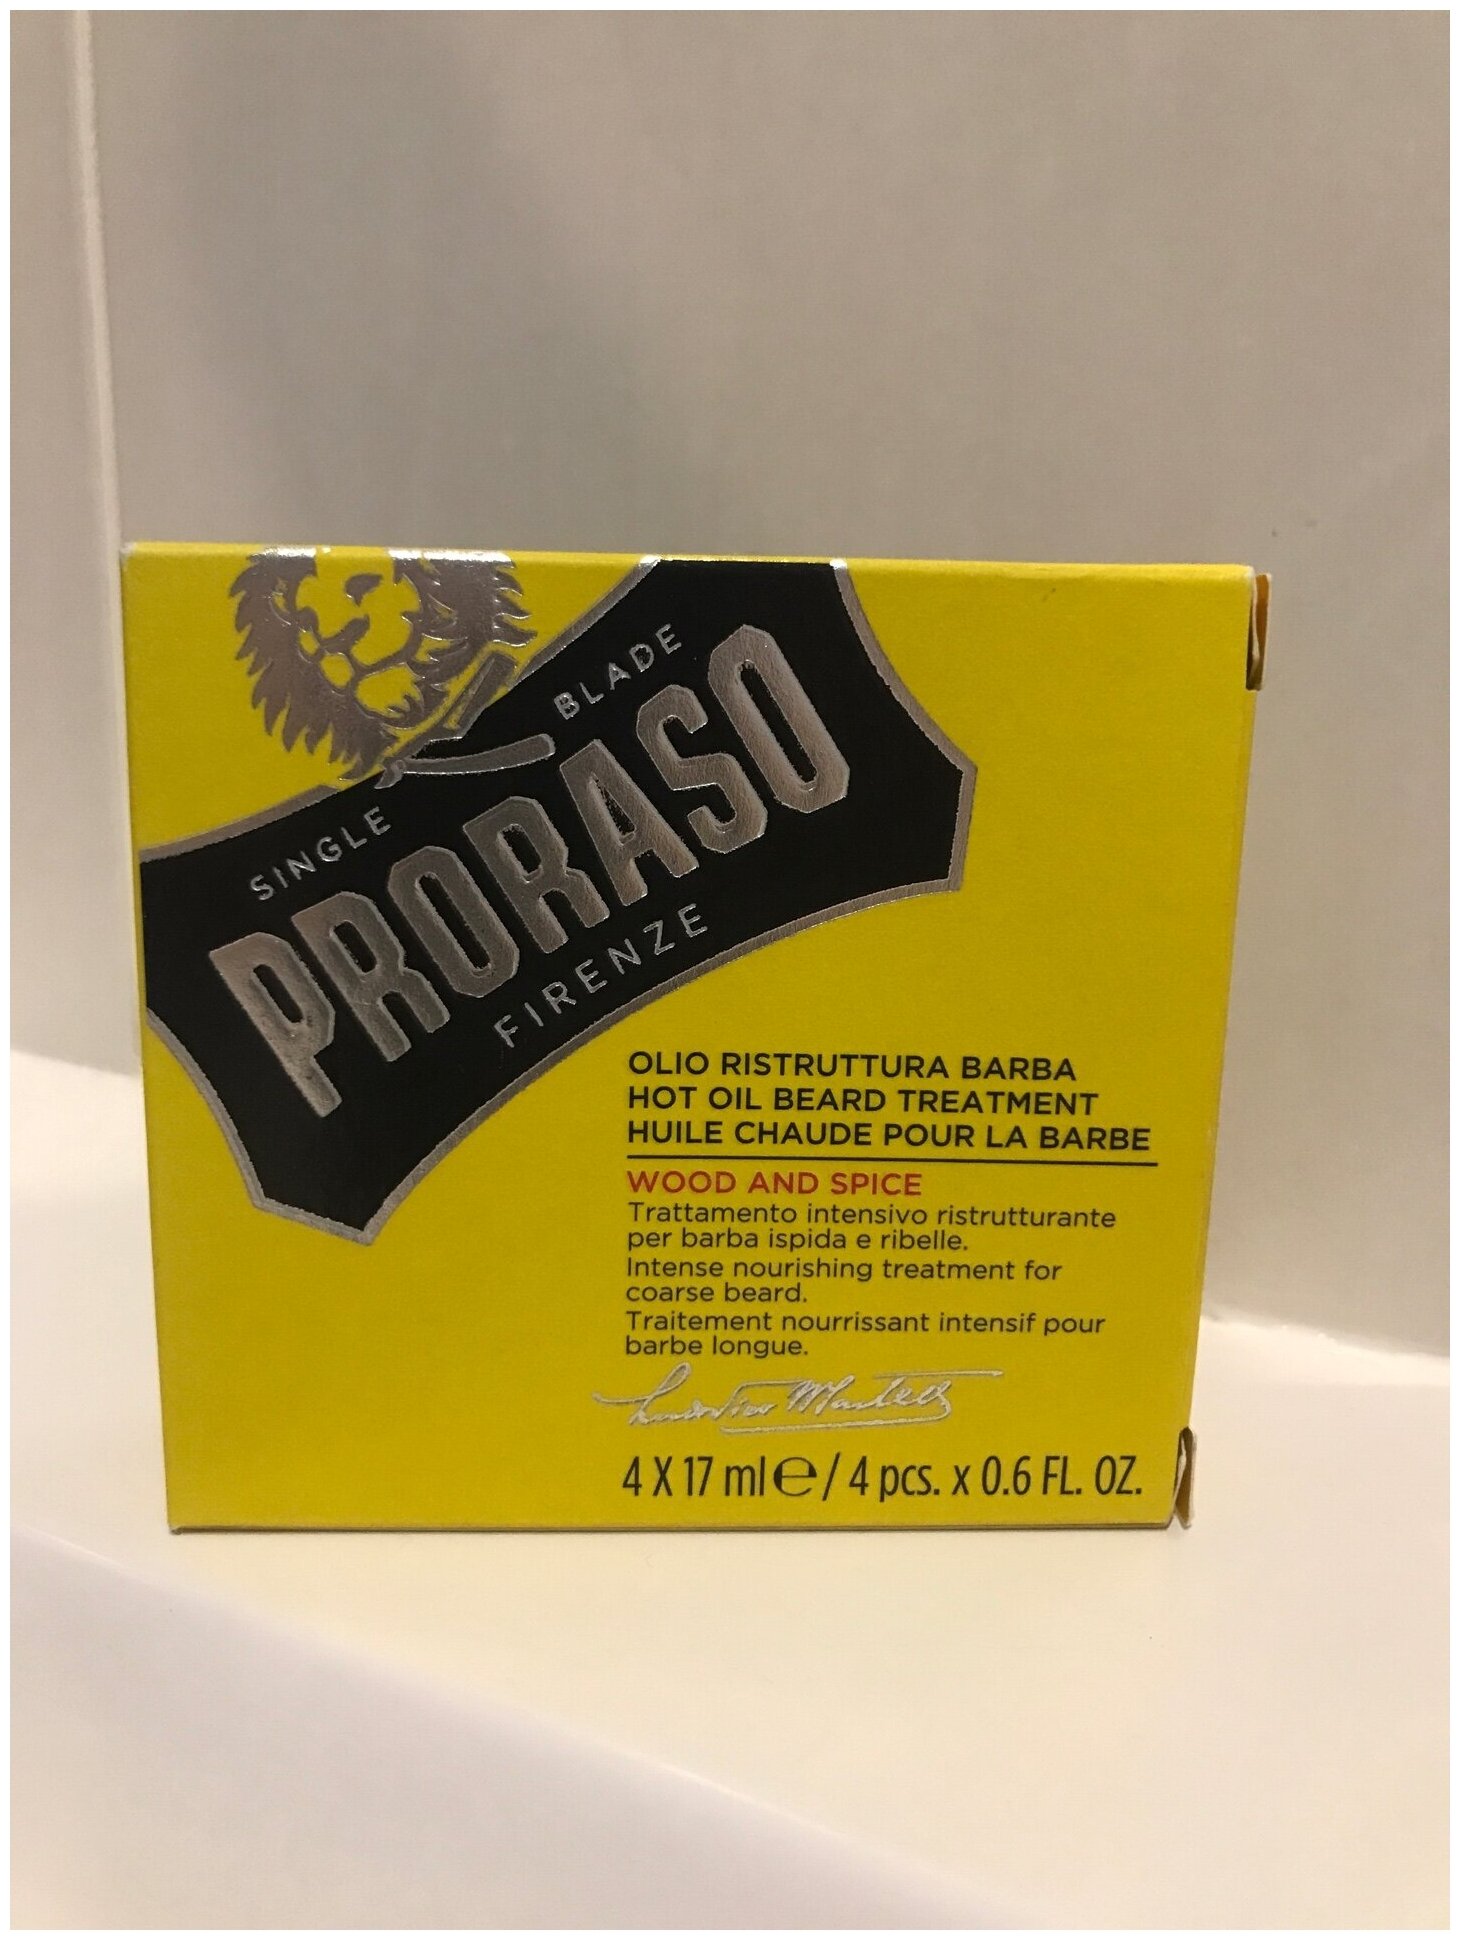 SINGLE BLADE
PRORASO
FIRENZE
OLIO RISTRUTTURA BARBA
HOT OIL BEARD TREATMENT
HUILE CHAUDE POUR LA BARBE
WOOD AND SPICE
Trattamento intensivo ristrutturante
per barba ispida e ribelle.
Intense nourishing treatment for
coarse beard.
Traitement nourrissant intensif pour
barbe longue.
4 X 17 ml ℮ / 4 pcs. x 0.6 FL. OZ.